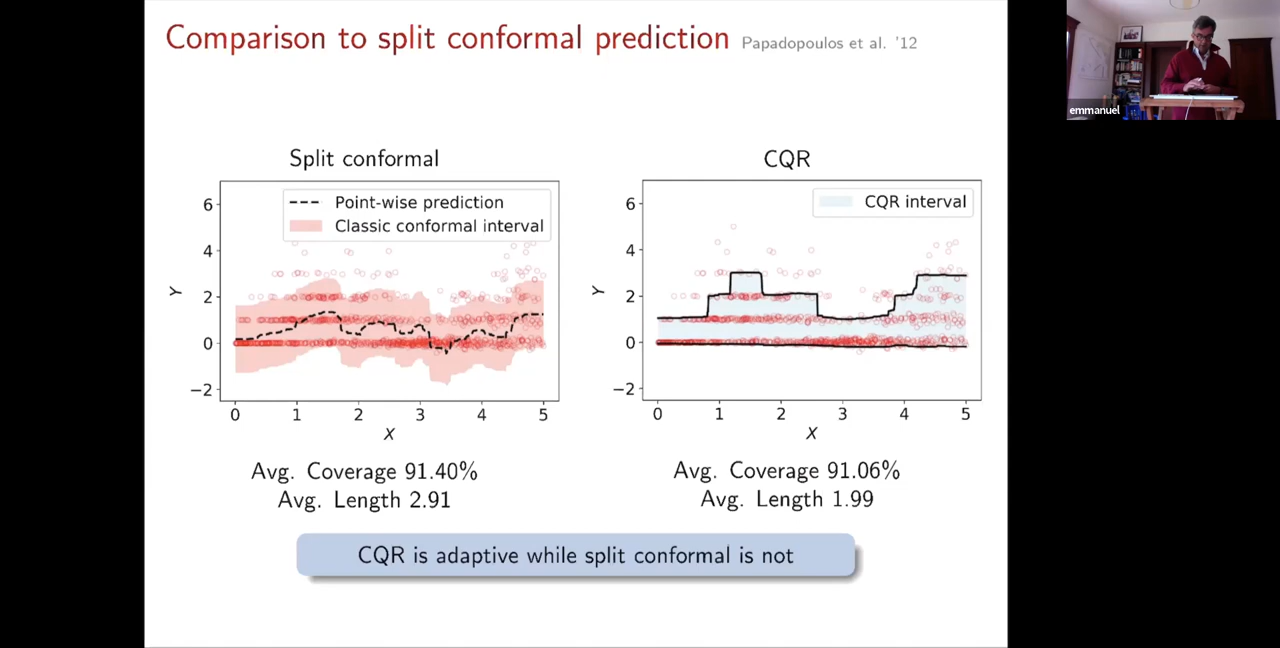 Comparison to split conformal prediction Papadopoulos et al. '12
emmanuel
Split conformal
Point-wise prediction
Classic conformal interval
6
4
2
0
−2
Y
0 1 2 3 4 5
X
Avg. Coverage 91.40%
Avg. Length 2.91
CQR
CQR interval
6
4
2
0
−2
Y
0 1 2 3 4 5
X
Avg. Coverage 91.06%
Avg. Length 1.99
CQR is adaptive while split conformal is not